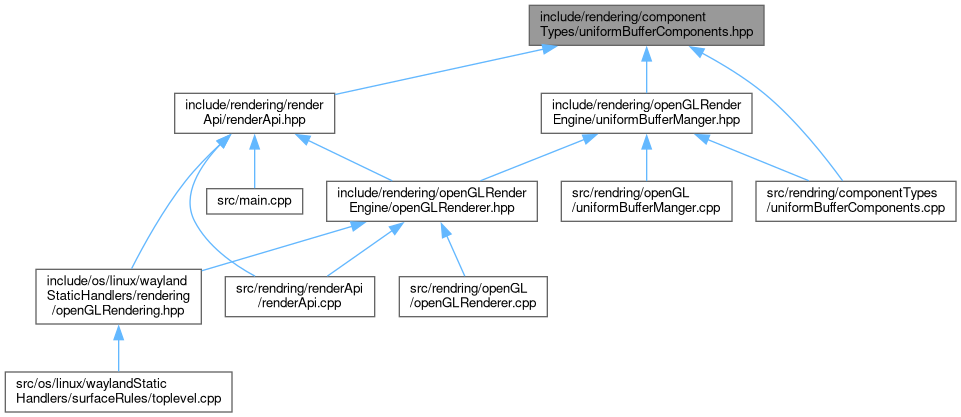 include/rendering/component
Types/uniformBufferComponents.hpp
include/rendering/render
Api/renderApi.hpp
include/rendering/openGLRender
Engine/uniformBufferManger.hpp
src/main.cpp
include/rendering/openGLRender
Engine/openGLRenderer.hpp
src/rendring/openGL
/uniformBufferManger.cpp
src/rendring/componentTypes
/uniformBufferComponents.cpp
include/os/linux/wayland
StaticHandlers/rendering
/openGLRendering.hpp
src/rendring/renderApi
/renderApi.cpp
src/rendring/openGL
/openGLRenderer.cpp
src/os/linux/waylandStatic
Handlers/surfaceRules/toplevel.cpp